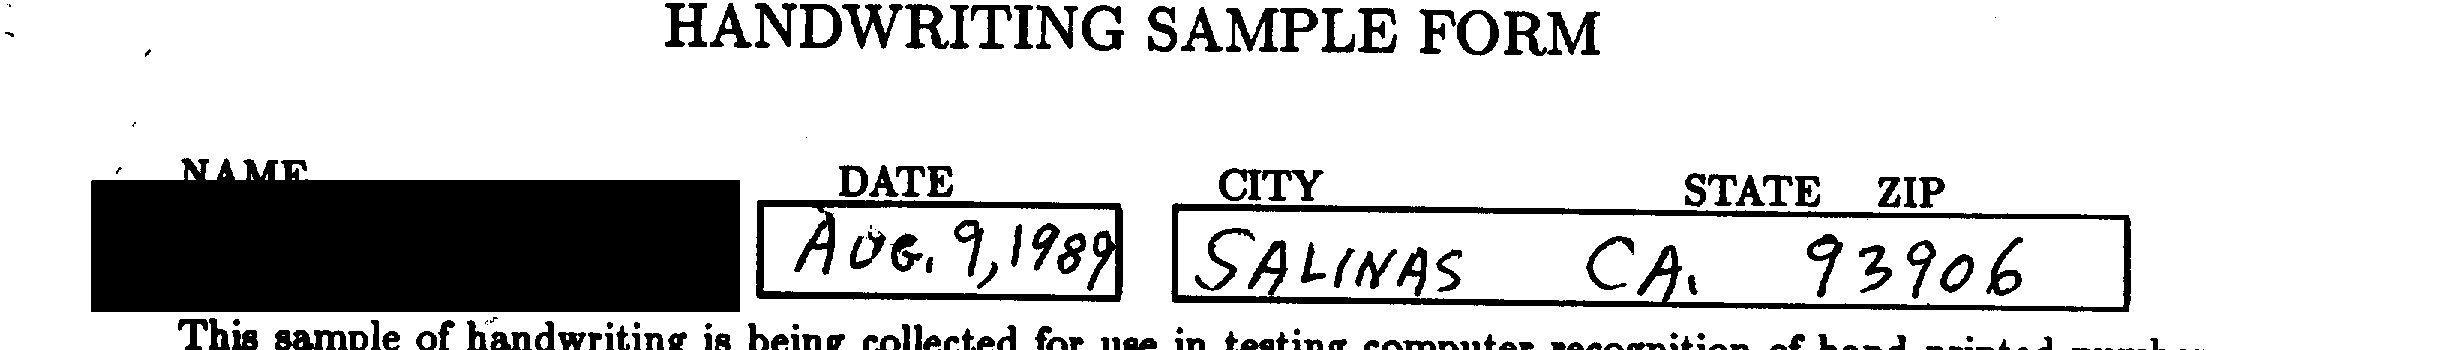 HANDWRITING SAMPLE FORM
NAME DATE CITY STATE ZIP
AUG. 9, 1989 SALINAS CA. 93906
This sample of handwriting is being collected for use in testing computer recognition of hand printed